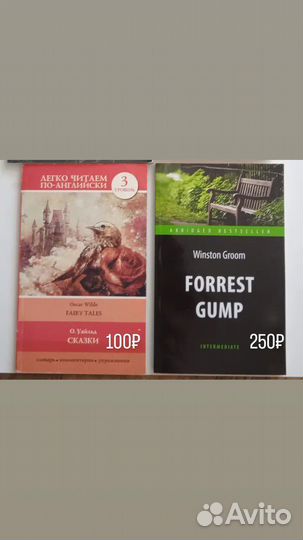 ЛЕГКО ЧИТАЕМ
ПО-АНГЛИЙСКИ
3
УРОВЕНЬ
Oscar Wilde
FAIRY TALES
О. Уайльд
СКАЗКИ
100₽
словарь • комментарии • упражнения
ABRIDGED BESTSELLER
Winston Groom
FORREST
GUMP
INTERMEDIATE
250₽
Avito